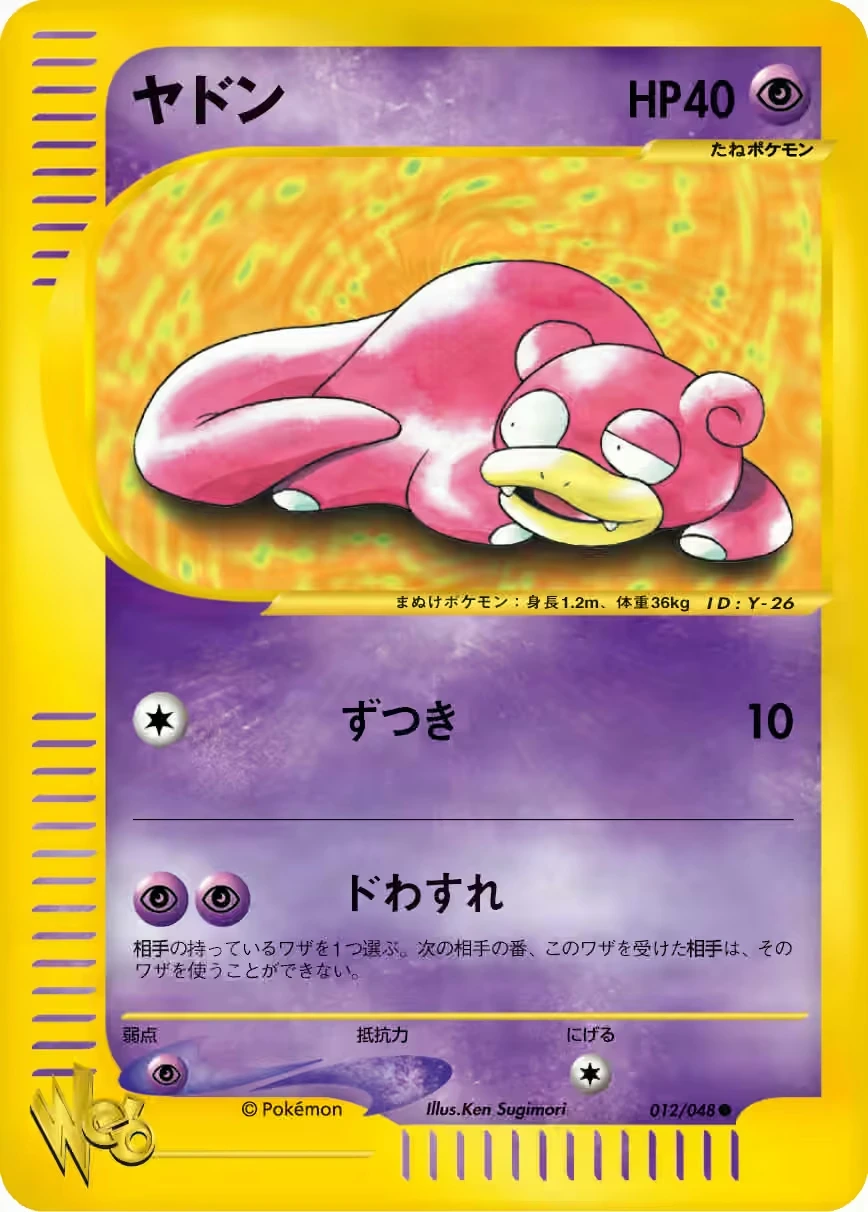 ヤドン
HP40
たねポケモン
まぬけポケモン：身長1.2m、体重36kg ID：Y-26
ずつき 10
ドわすれ
相手の持っているワザを1つ選ぶ。次の相手の番、このワザを受けた相手は、その
ワザを使うことができない。
弱点 抵抗力 にげる
© Pokémon Illus.Ken Sugimori 012/048●
Web